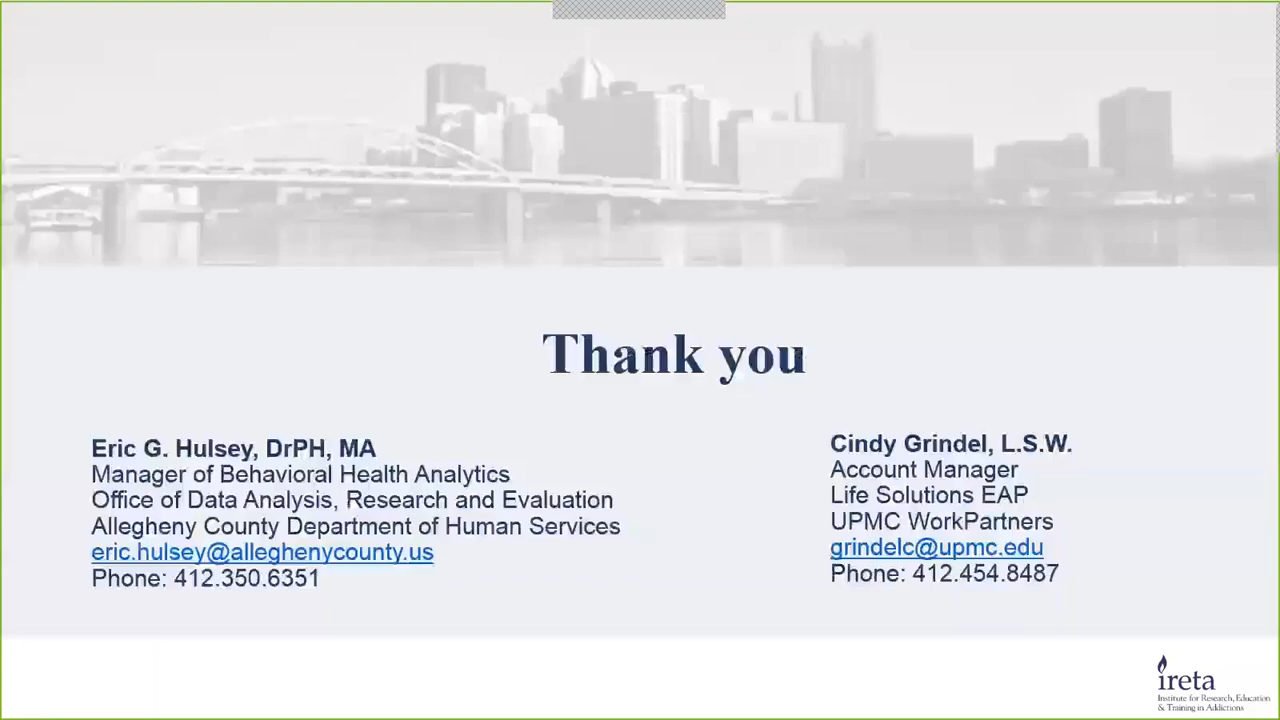 Thank you
Eric G. Hulsey, DrPH, MA
Manager of Behavioral Health Analytics
Office of Data Analysis, Research and Evaluation
Allegheny County Department of Human Services
eric.hulsey@alleghenycounty.us
Phone: 412.350.6351
Cindy Grindel, L.S.W.
Account Manager
Life Solutions EAP
UPMC WorkPartners
grindelc@upmc.edu
Phone: 412.454.8487
ireta
Institute for Research, Education
& Training in Addictions